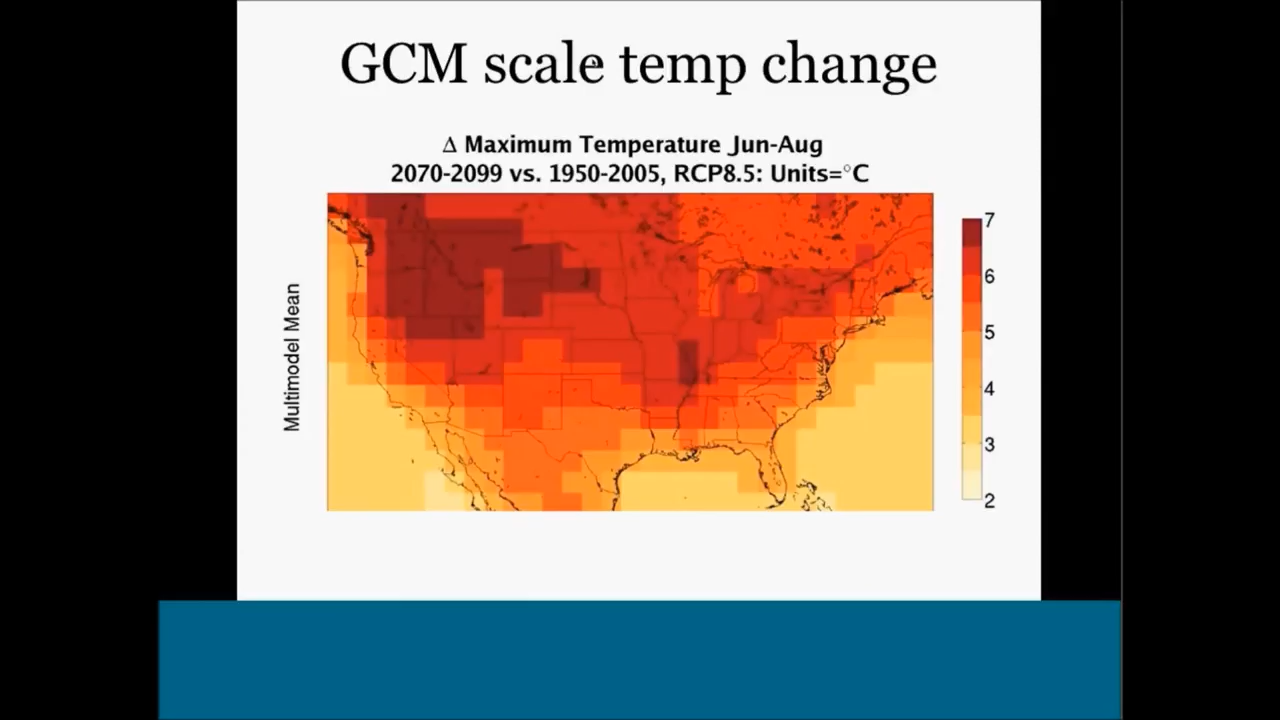 GCM scale temp change
Δ Maximum Temperature Jun-Aug
2070-2099 vs. 1950-2005, RCP8.5: Units=°C
Multimodel Mean
7
6
5
4
3
2